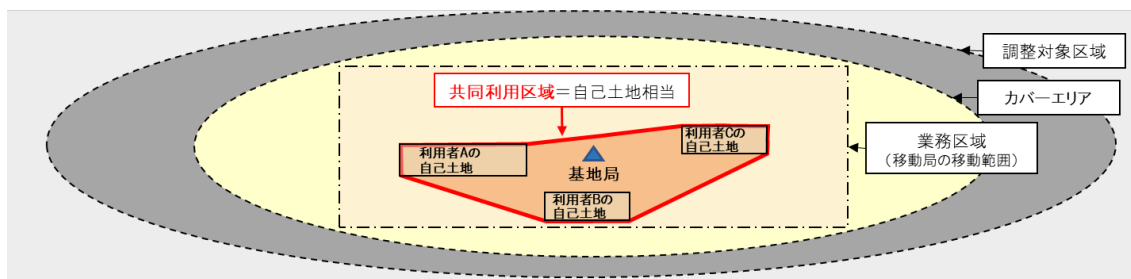 調整対象区域
カバーエリア
共同利用区域＝自己土地相当
業務区域
（移動局の移動範囲）
利用者Aの
自己土地
利用者Cの
自己土地
基地局
利用者Bの
自己土地